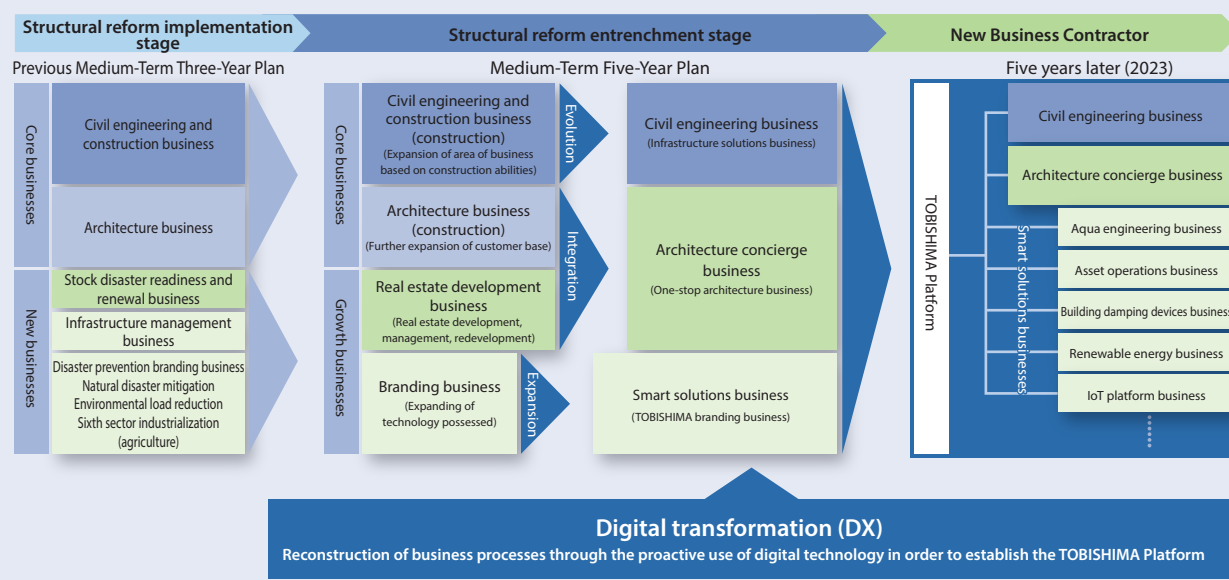 Structural reform implementation
stage
Structural reform entrenchment stage
New Business Contractor
Previous Medium-Term Three-Year Plan
Medium-Term Five-Year Plan
Five years later (2023)
Core businesses
Civil engineering and
construction business
Architecture business
New businesses
Stock disaster readiness and
renewal business
Infrastructure management
business
Disaster prevention branding business
Natural disaster mitigation
Environmental load reduction
Sixth sector industrialization
(agriculture)
Core businesses
Civil engineering and
construction business
(construction)
(Expansion of area of business
based on construction abilities)
Evolution
Architecture business
(construction)
(Further expansion of customer base)
Integration
Growth businesses
Real estate development
business
(Real estate development,
management, redevelopment)
Branding business
(Expanding of
technology possessed)
Expansion
Civil engineering business
(Infrastructure solutions business)
Architecture concierge
business
(One-stop architecture business)
Smart solutions business
(TOBISHIMA branding business)
TOBISHIMA Platform
Civil engineering business
Architecture concierge business
Smart solutions businesses
Aqua engineering business
Asset operations business
Building damping devices business
Renewable energy business
IoT platform business
Digital transformation (DX)
Reconstruction of business processes through the proactive use of digital technology in order to establish the TOBISHIMA Platform